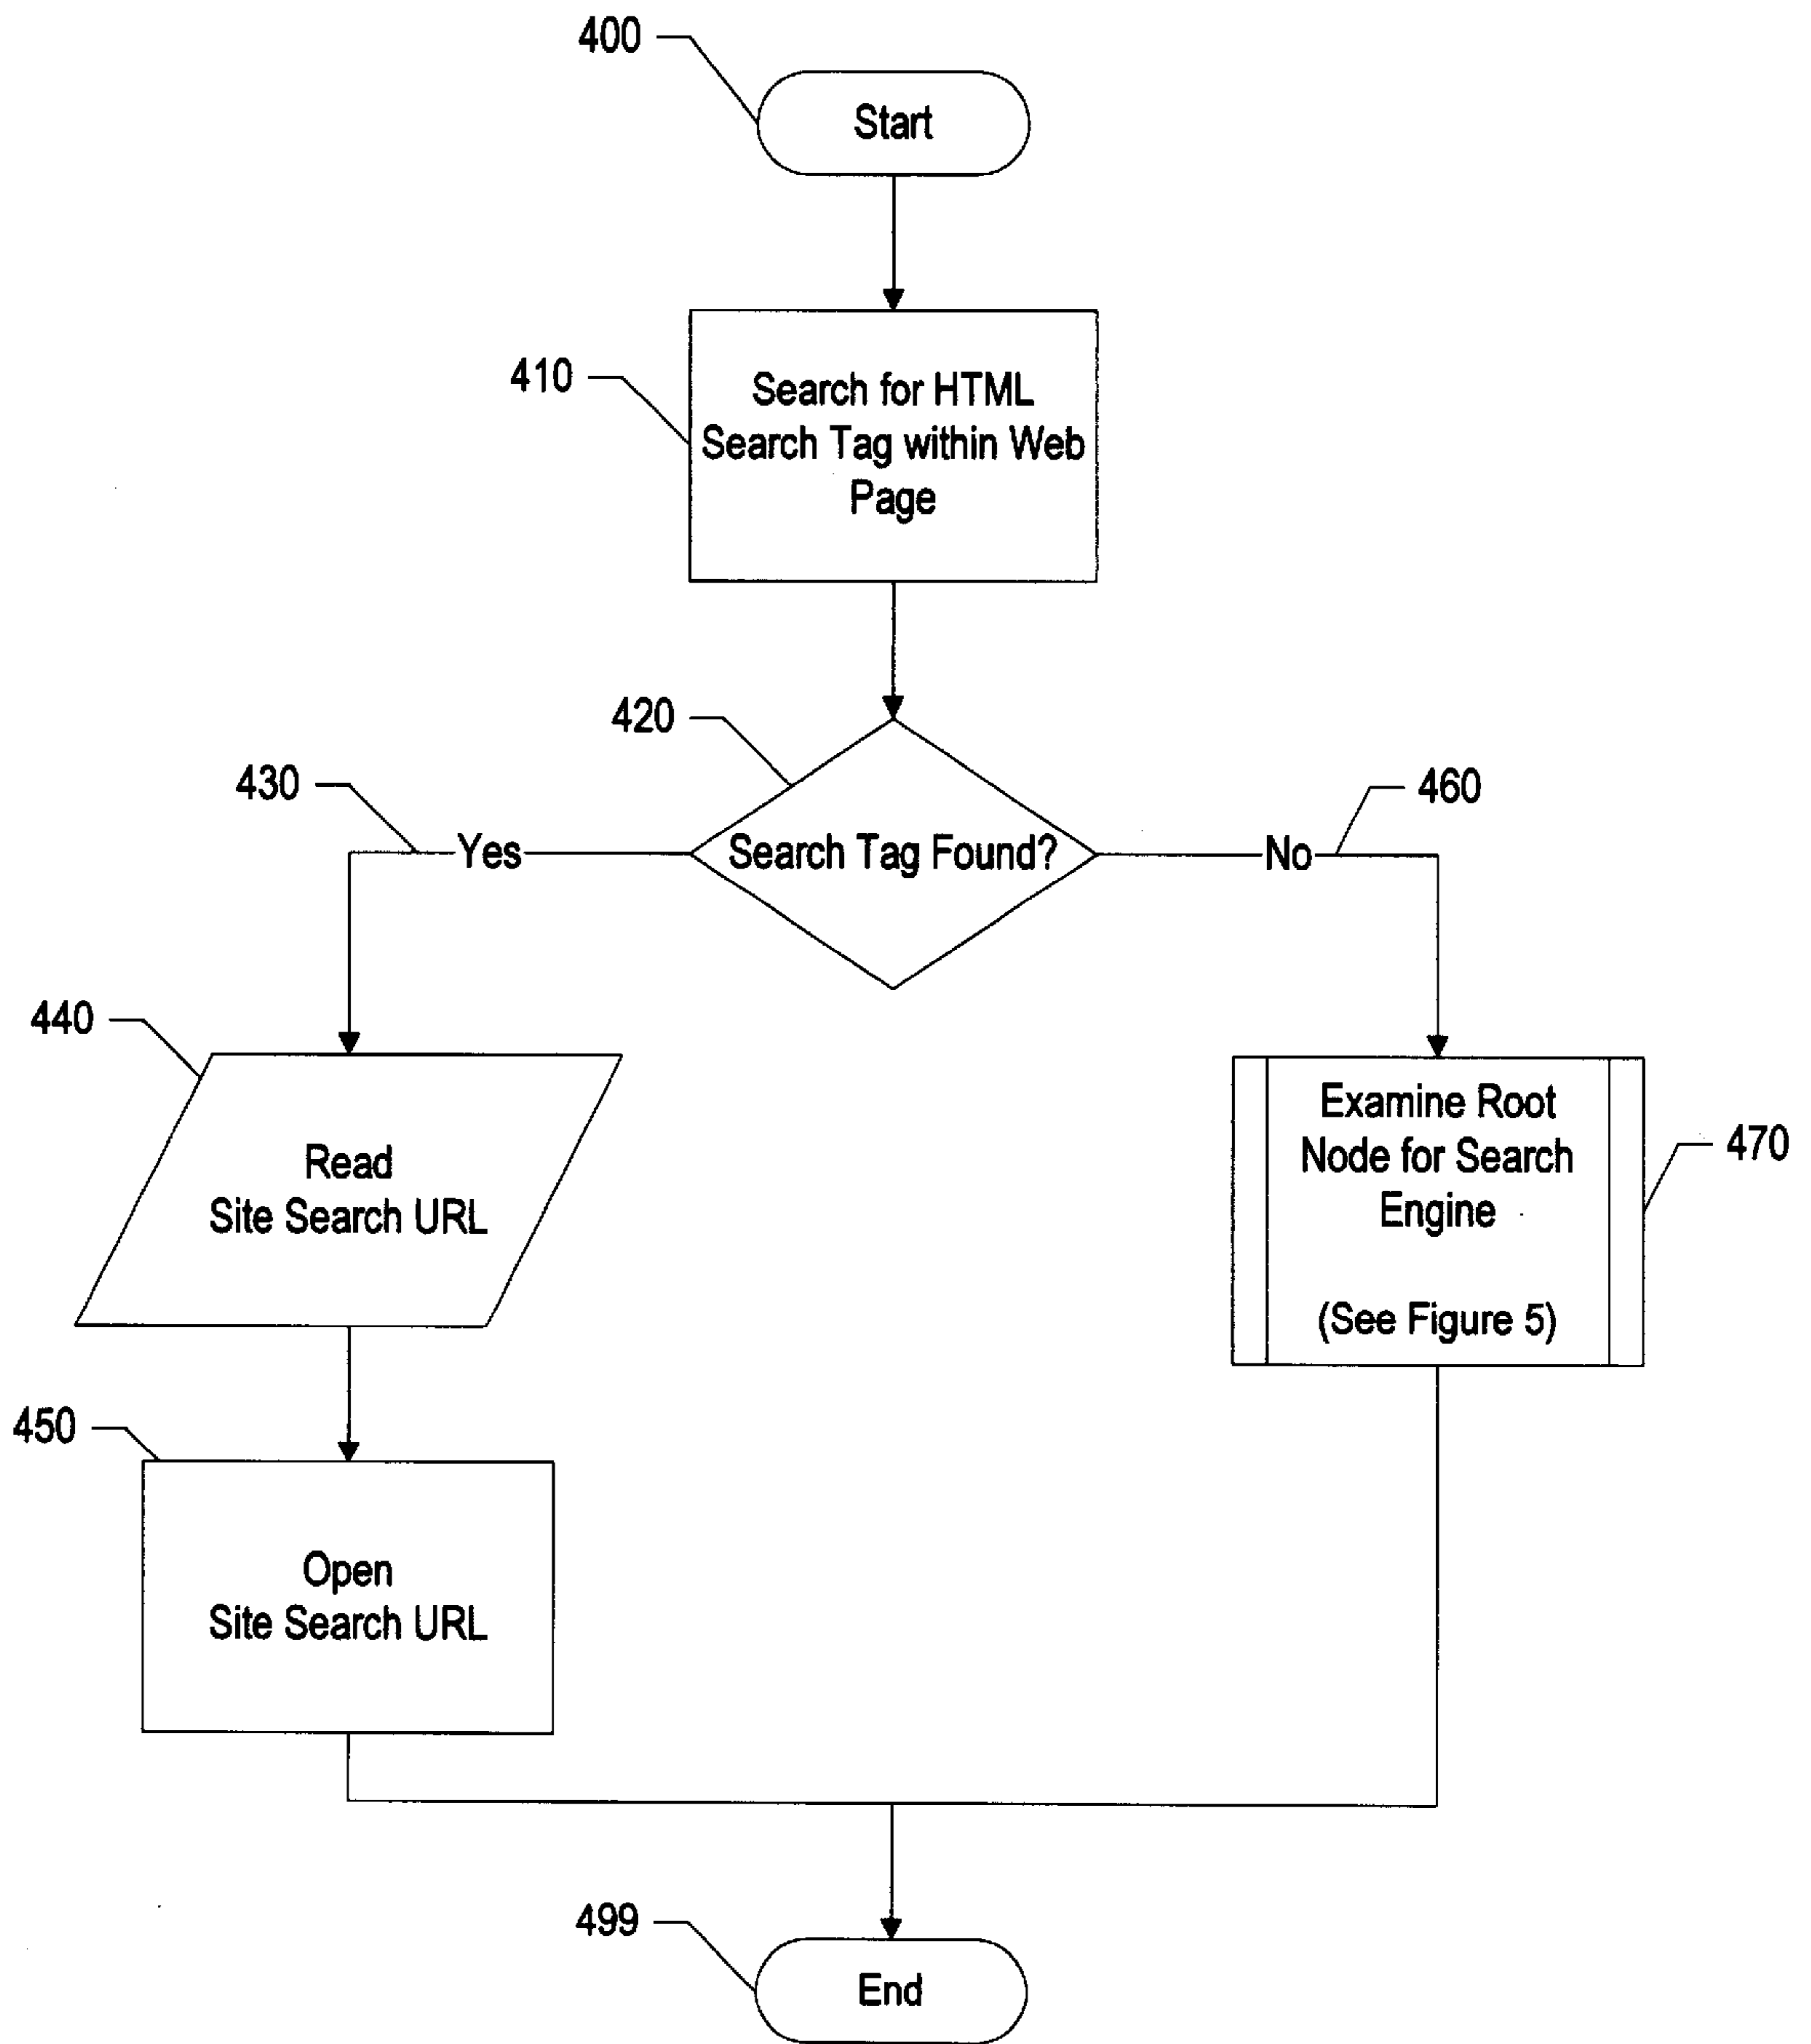 400
Start
410
Search for HTML
Search Tag within Web
Page
420
430
460
Yes
Search Tag Found?
No
440
Read
Site Search URL
Examine Root
Node for Search
Engine
(See Figure 5)
470
450
Open
Site Search URL
499
End